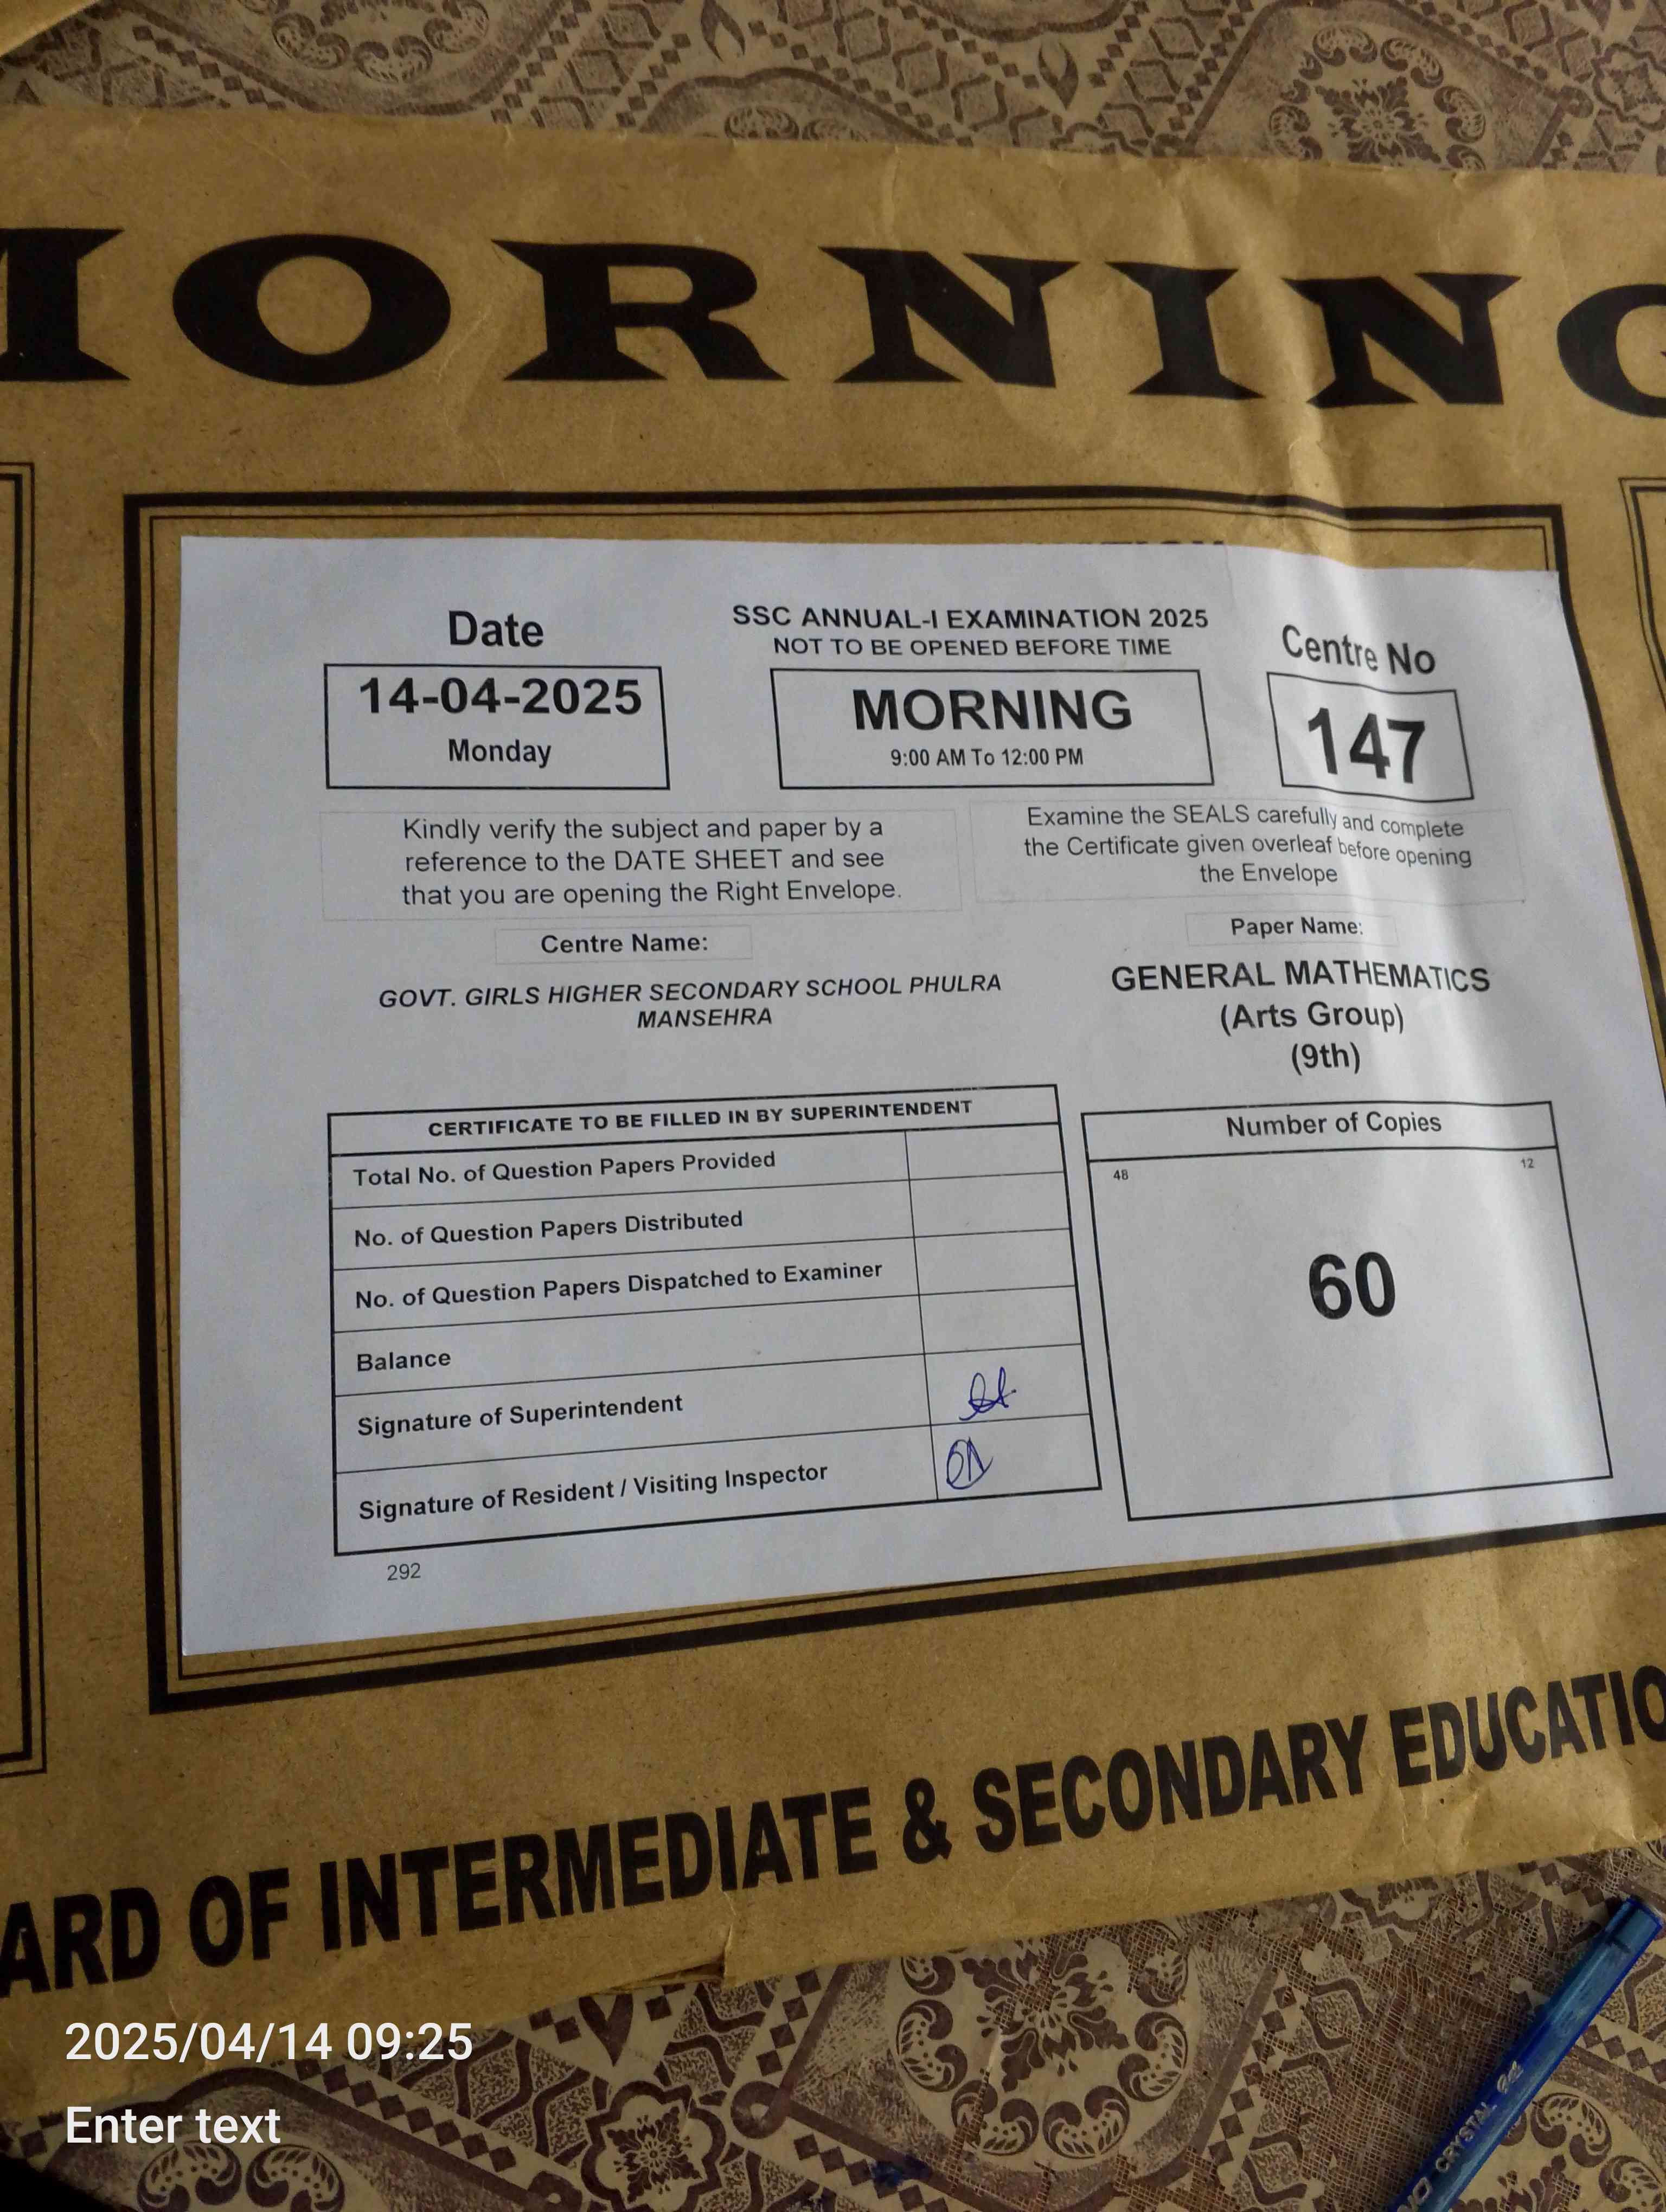 MORNING
Date
14-04-2025
Monday
SSC ANNUAL-I EXAMINATION 2025
NOT TO BE OPENED BEFORE TIME
MORNING
9:00 AM To 12:00 PM
Centre No
147
Kindly verify the subject and paper by a
reference to the DATE SHEET and see
that you are opening the Right Envelope.
Examine the SEALS carefully and complete
the Certificate given overleaf before opening
the Envelope
Centre Name:
GOVT. GIRLS HIGHER SECONDARY SCHOOL PHULRA
MANSEHRA
Paper Name:
GENERAL MATHEMATICS
(Arts Group)
(9th)
CERTIFICATE TO BE FILLED IN BY SUPERINTENDENT
Total No. of Question Papers Provided
No. of Question Papers Distributed
No. of Question Papers Dispatched to Examiner
Balance
Signature of Superintendent
Signature of Resident / Visiting Inspector
292
Number of Copies
48 12
60
ARD OF INTERMEDIATE & SECONDARY EDUCATIO
2025/04/14 09:25
Enter text
CRYSTAL Gel